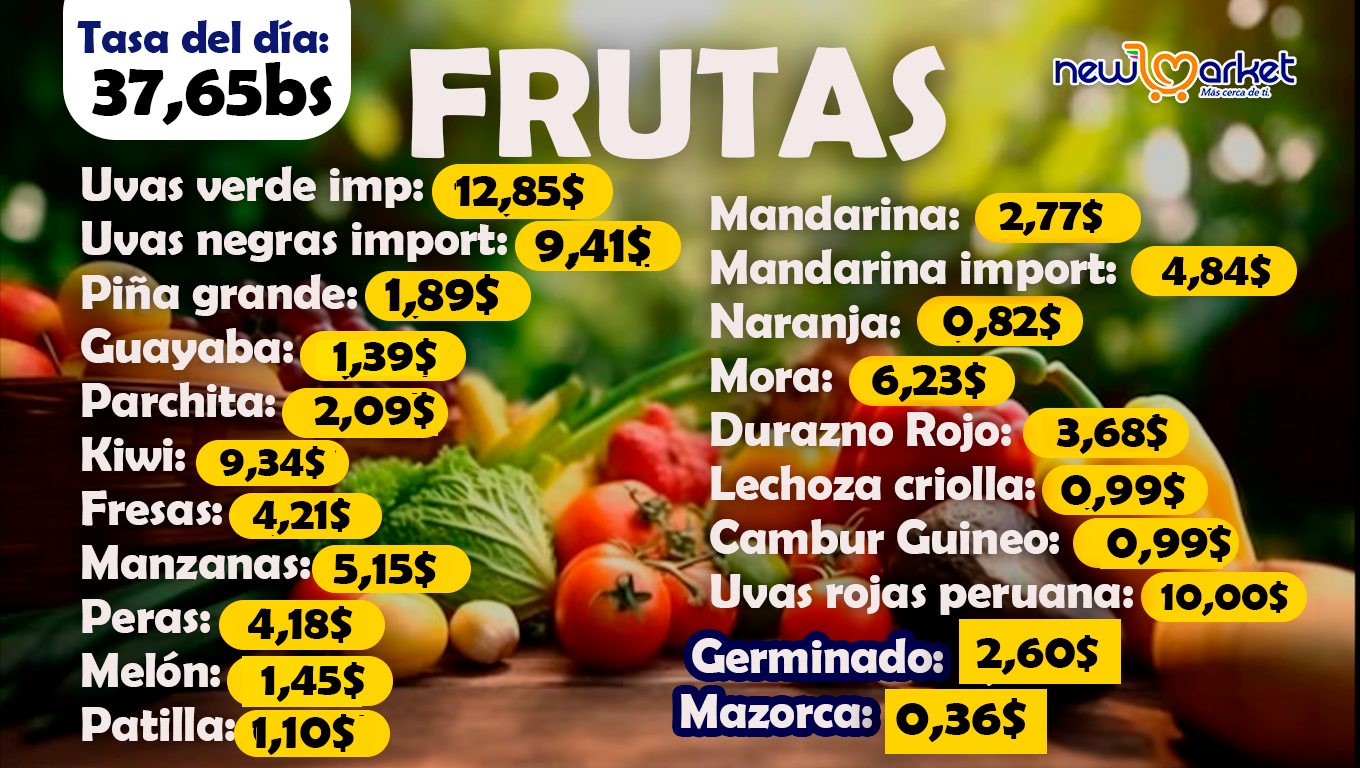 Tasa del día:
37,65bs
FRUTAS
new market
Más cerca de ti.
Uvas verde imp: 12,85$
Uvas negras import: 9,41$
Piña grande: 1,89$
Guayaba: 1,39$
Parchita: 2,09$
Kiwi: 9,34$
Fresas: 4,21$
Manzanas: 5,15$
Peras: 4,18$
Melón: 1,45$
Patilla: 1,10$
Mandarina: 2,77$
Mandarina import: 4,84$
Naranja: 0,82$
Mora: 6,23$
Durazno Rojo: 3,68$
Lechoza criolla: 0,99$
Cambur Guineo: 0,99$
Uvas rojas peruana: 10,00$
Germinado: 2,60$
Mazorca: 0,36$